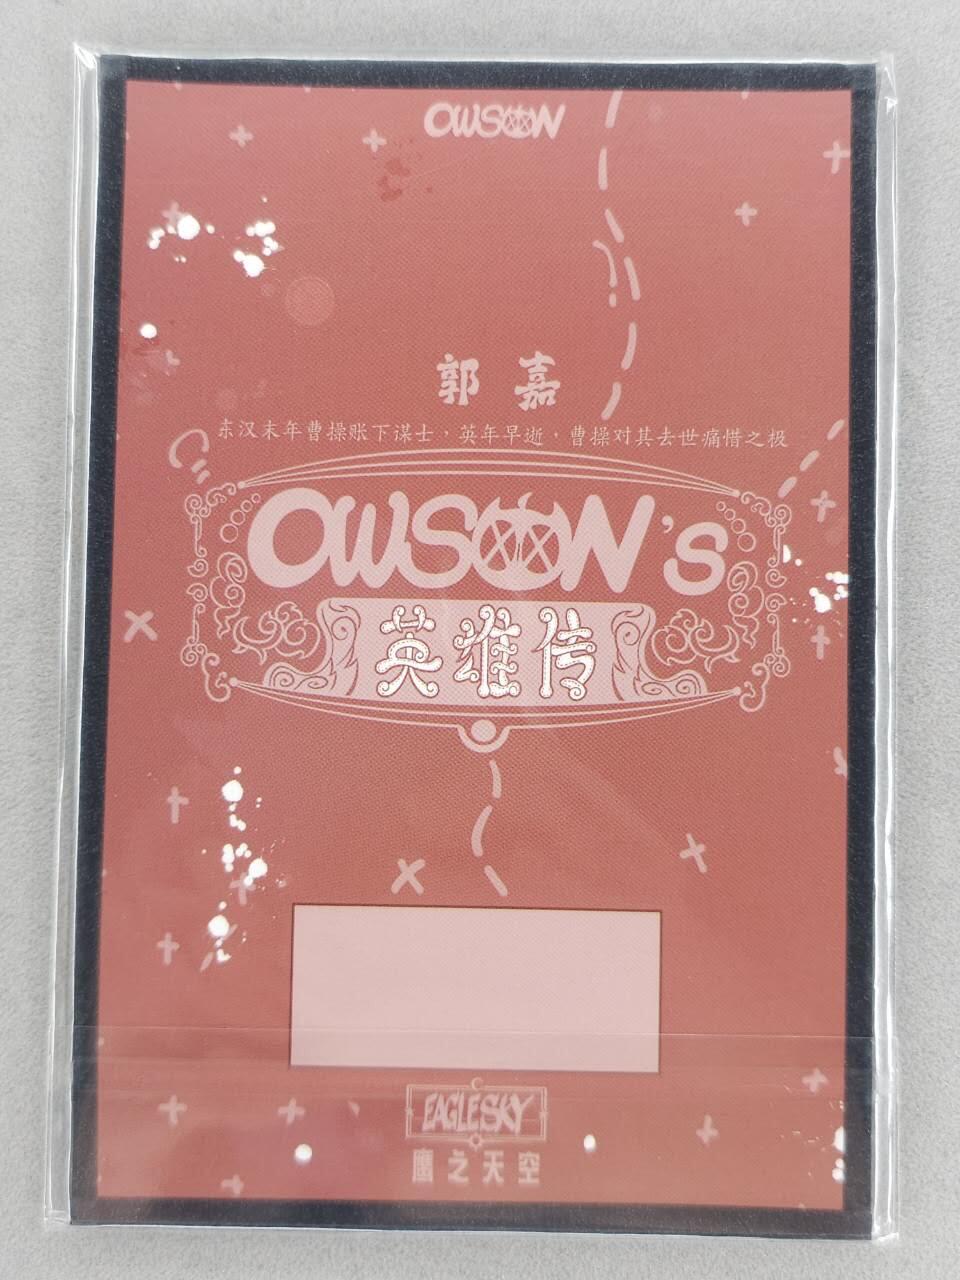 OWSON
郭嘉
东汉末年曹操账下谋士，英年早逝，曹操对其去世痛惜之极
OWSON's
英雄传
EAGLESKY
鹰之天空